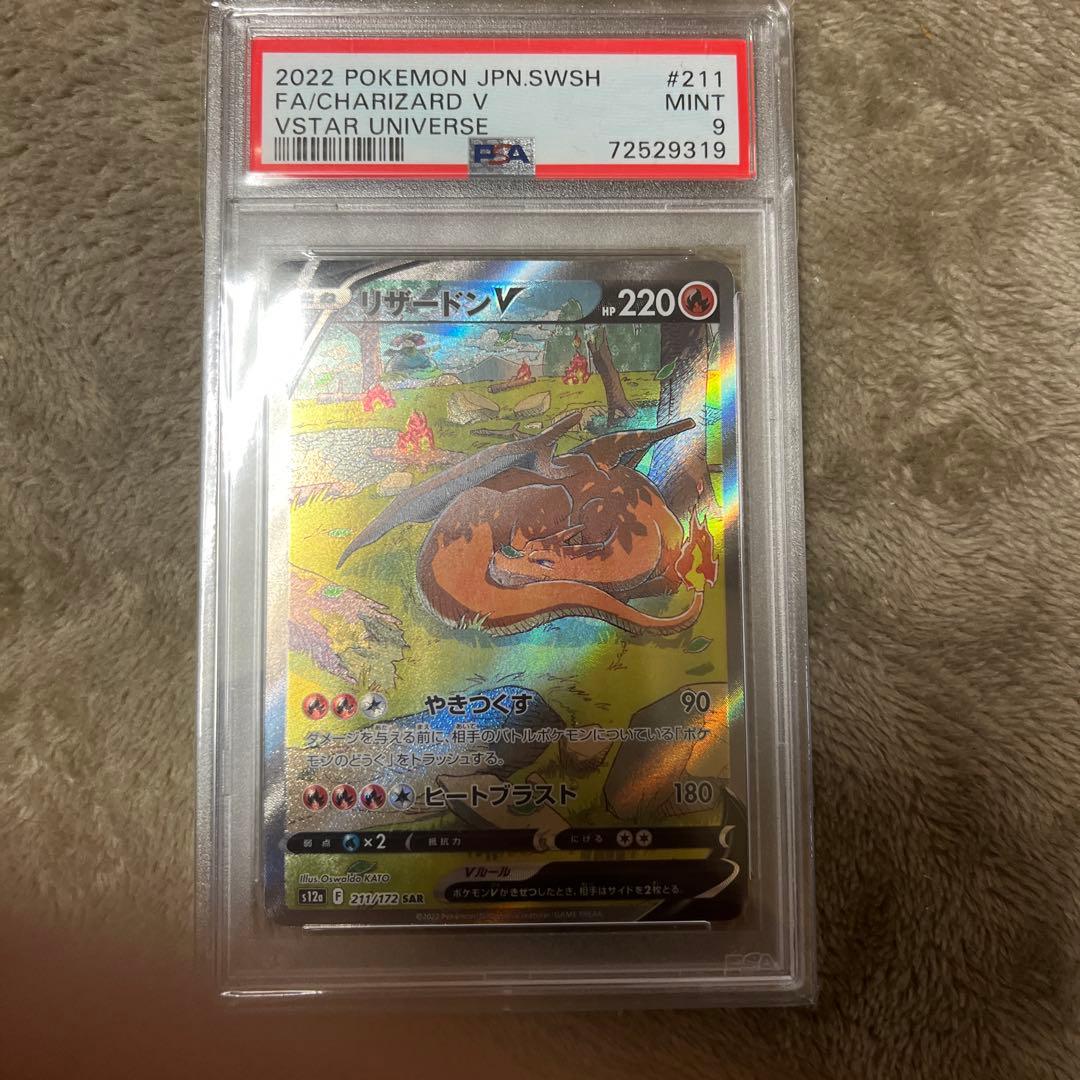 2022 POKEMON JPN.SWSH #211
FA/CHARIZARD V MINT
VSTAR UNIVERSE 9
PSA 72529319
リザードンV HP 220
やきつくす 90
ダメージを与える前に、相手のバトルポケモンについている「ポケ
モンのどうぐ」をトラッシュする。
ヒートブラスト 180
弱点 ×2 抵抗力 にげる
Illus. Oswaldo KATO
Vルール
ポケモンVがきぜつしたとき、相手はサイドを2枚とる。
s12a F 211/172 SAR
PSA